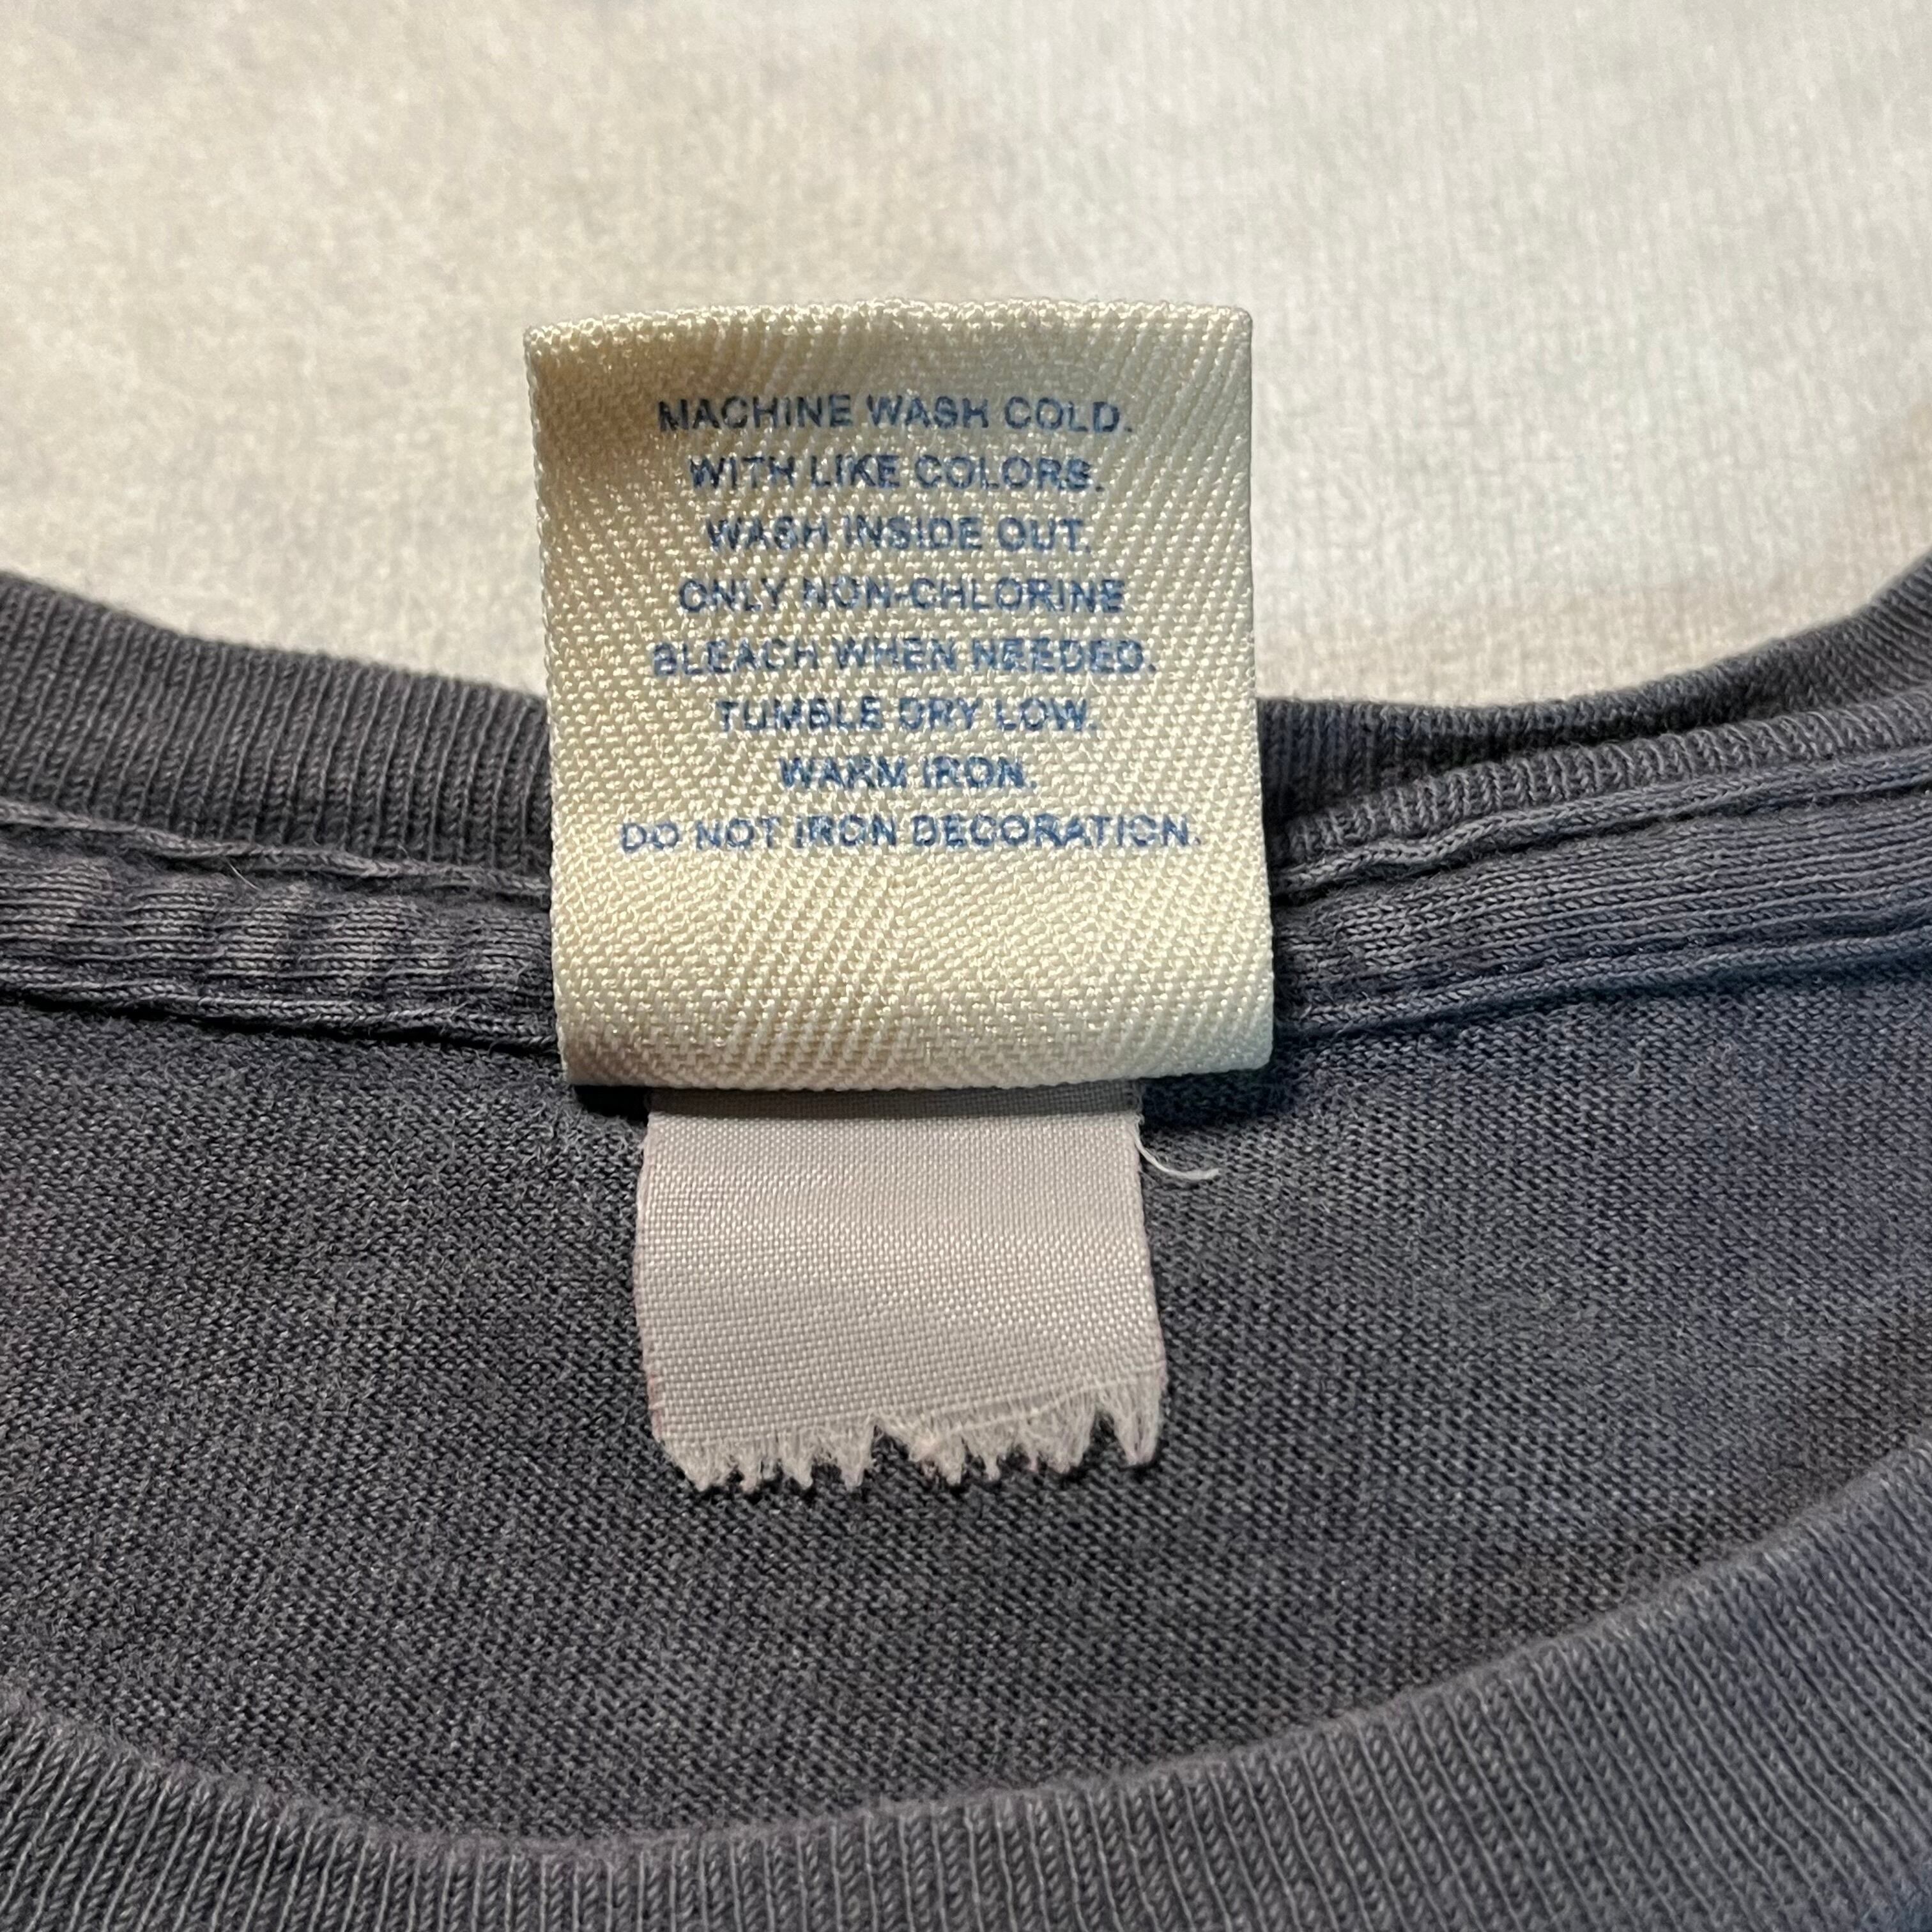 MACHINE WASH COLD.
WITH LIKE COLORS.
WASH INSIDE OUT.
ONLY NON-CHLORINE
BLEACH WHEN NEEDED.
TUMBLE DRY LOW.
WARM IRON.
DO NOT IRON DECORATION.